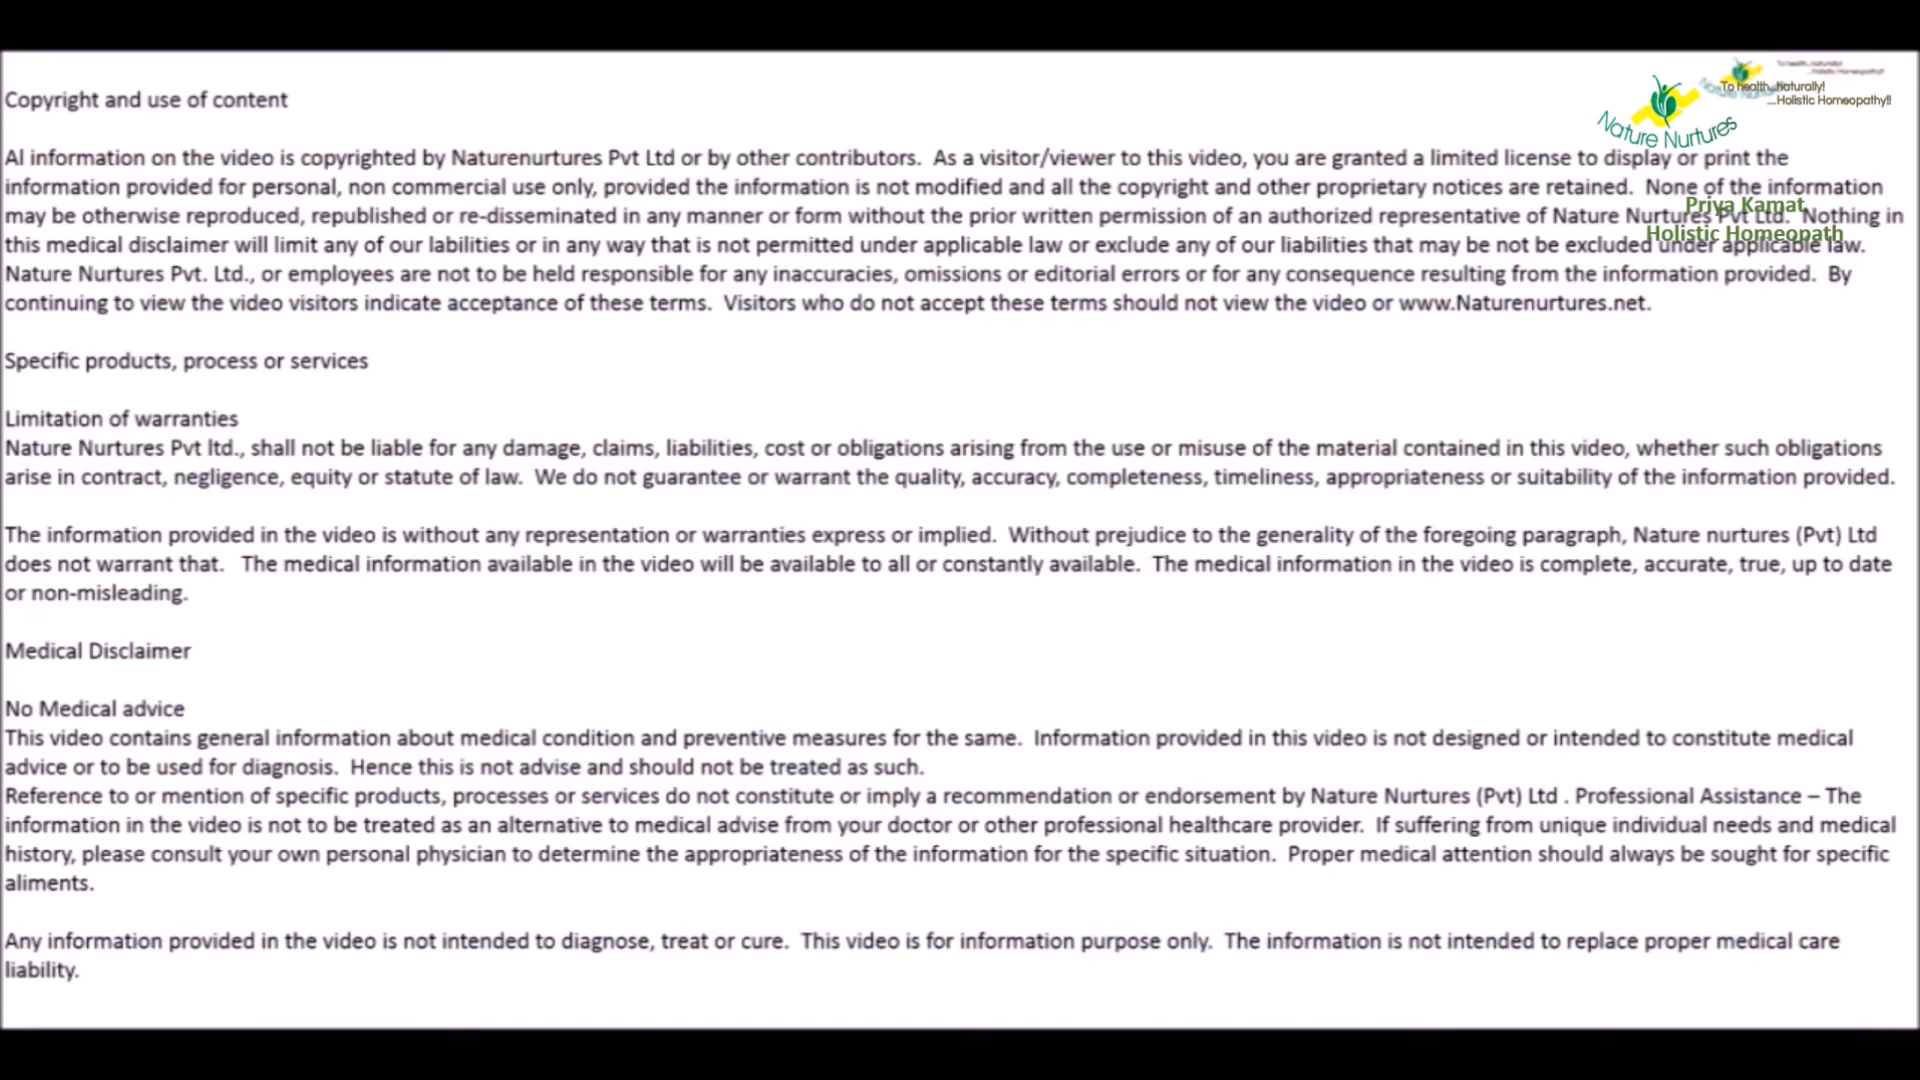 To health...naturally!
...Holistic Homeopathy!!
Nature Nurtures
Priya Kamat,
Holistic Homeopath
Copyright and use of content
Al information on the video is copyrighted by Naturenurtures Pvt Ltd or by other contributors.  As a visitor/viewer to this video, you are granted a limited license to display or print the
information provided for personal, non commercial use only, provided the information is not modified and all the copyright and other proprietary notices are retained.  None of the information
may be otherwise reproduced, republished or re-disseminated in any manner or form without the prior written permission of an authorized representative of Nature Nurtures Pvt Ltd.  Nothing in
this medical disclaimer will limit any of our labilities or in any way that is not permitted under applicable law or exclude any of our liabilities that may be not be excluded under applicable law.
Nature Nurtures Pvt. Ltd., or employees are not to be held responsible for any inaccuracies, omissions or editorial errors or for any consequence resulting from the information provided.  By
continuing to view the video visitors indicate acceptance of these terms.  Visitors who do not accept these terms should not view the video or www.Naturenurtures.net.
Specific products, process or services
Limitation of warranties
Nature Nurtures Pvt ltd., shall not be liable for any damage, claims, liabilities, cost or obligations arising from the use or misuse of the material contained in this video, whether such obligations
arise in contract, negligence, equity or statute of law.  We do not guarantee or warrant the quality, accuracy, completeness, timeliness, appropriateness or suitability of the information provided.
The information provided in the video is without any representation or warranties express or implied.  Without prejudice to the generality of the foregoing paragraph, Nature nurtures (Pvt) Ltd
does not warrant that.   The medical information available in the video will be available to all or constantly available.  The medical information in the video is complete, accurate, true, up to date
or non-misleading.
Medical Disclaimer
No Medical advice
This video contains general information about medical condition and preventive measures for the same.  Information provided in this video is not designed or intended to constitute medical
advice or to be used for diagnosis.  Hence this is not advise and should not be treated as such.
Reference to or mention of specific products, processes or services do not constitute or imply a recommendation or endorsement by Nature Nurtures (Pvt) Ltd . Professional Assistance – The
information in the video is not to be treated as an alternative to medical advise from your doctor or other professional healthcare provider.  If suffering from unique individual needs and medical
history, please consult your own personal physician to determine the appropriateness of the information for the specific situation.  Proper medical attention should always be sought for specific
aliments.
Any information provided in the video is not intended to diagnose, treat or cure.  This video is for information purpose only.  The information is not intended to replace proper medical care
liability.